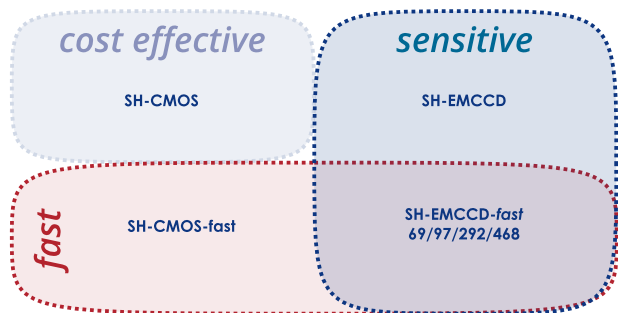 cost effective
sensitive
SH-CMOS
SH-EMCCD
fast
SH-CMOS-fast
SH-EMCCD-fast
69/97/292/468